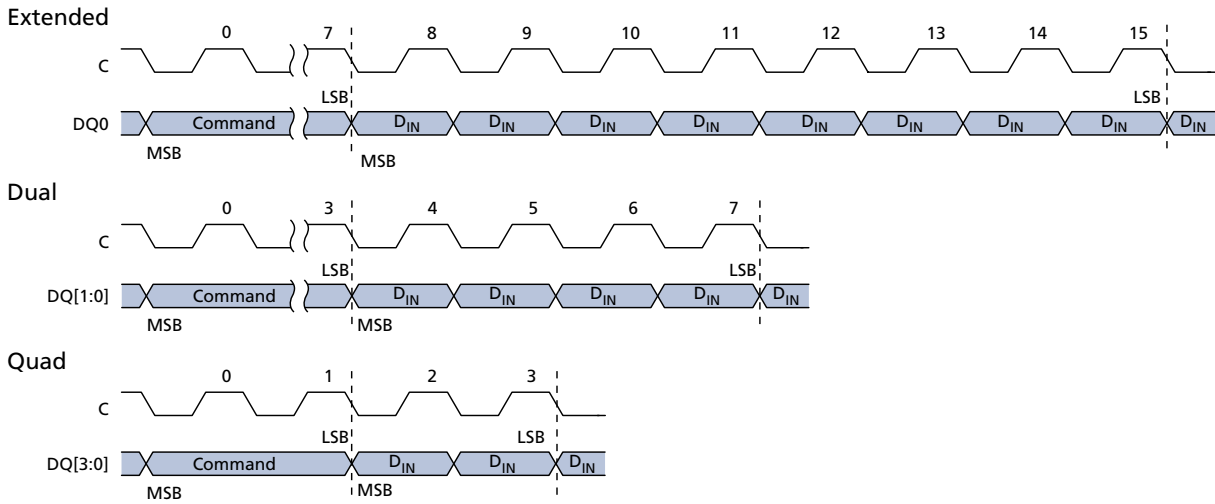 Extended
0 7 8 9 10 11 12 13 14 15
C
LSB LSB
DQ0 Command DIN DIN DIN DIN DIN DIN DIN DIN DIN
MSB MSB
Dual
0 3 4 5 6 7
C
LSB LSB
DQ[1:0] Command DIN DIN DIN DIN DIN
MSB MSB
Quad
0 1 2 3
C
LSB LSB
DQ[3:0] Command DIN DIN DIN
MSB MSB